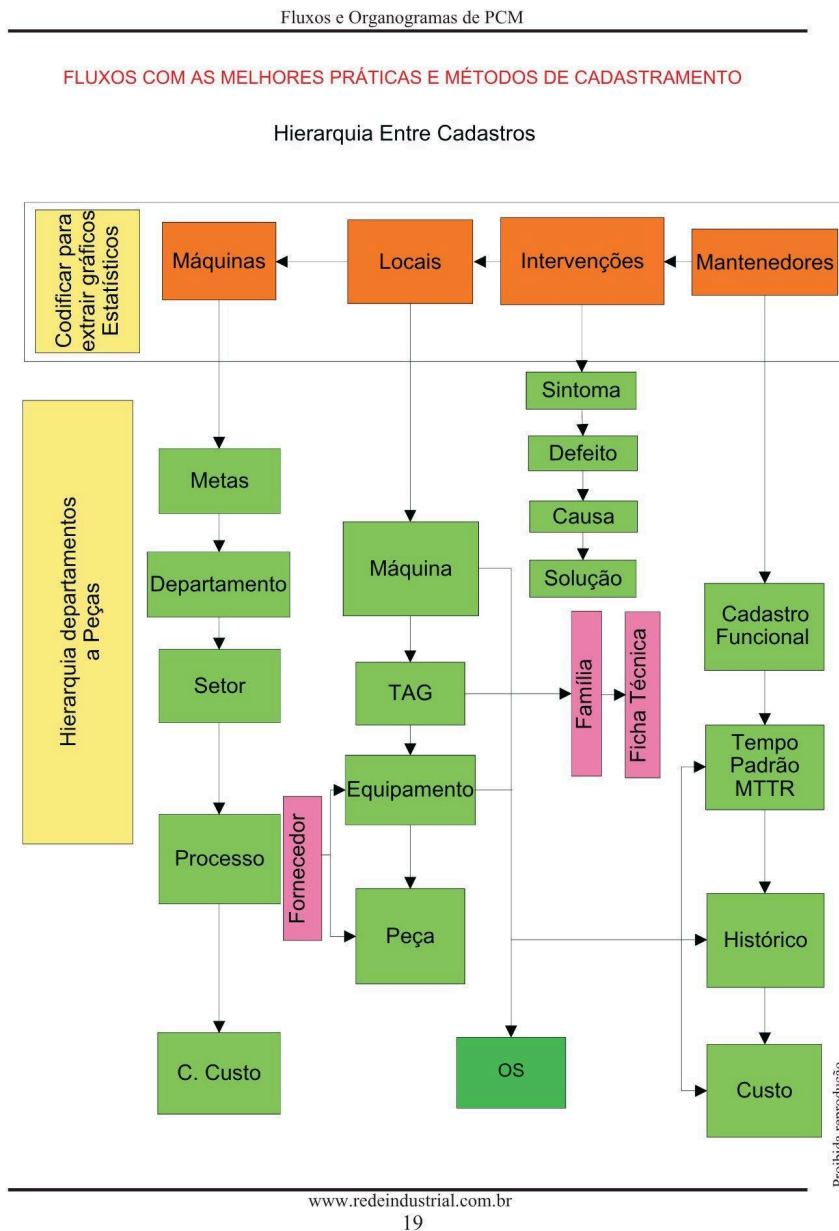 Fluxos e Organogramas de PCM
FLUXOS COM AS MELHORES PRÁTICAS E MÉTODOS DE CADASTRAMENTO
Hierarquia Entre Cadastros
Codificar para
extrair gráficos
Estatísticos
Máquinas
Locais
Intervenções
Mantenedores
Hierarquia departamentos
a Peças
Metas
Departamento
Setor
Processo
C. Custo
Máquina
TAG
Equipamento
Peça
Fornecedor
Sintoma
Defeito
Causa
Solução
Família
Ficha Técnica
OS
Cadastro
Funcional
Tempo
Padrão
MTTR
Histórico
Custo
Proibida reprodução
www.redeindustrial.com.br
19